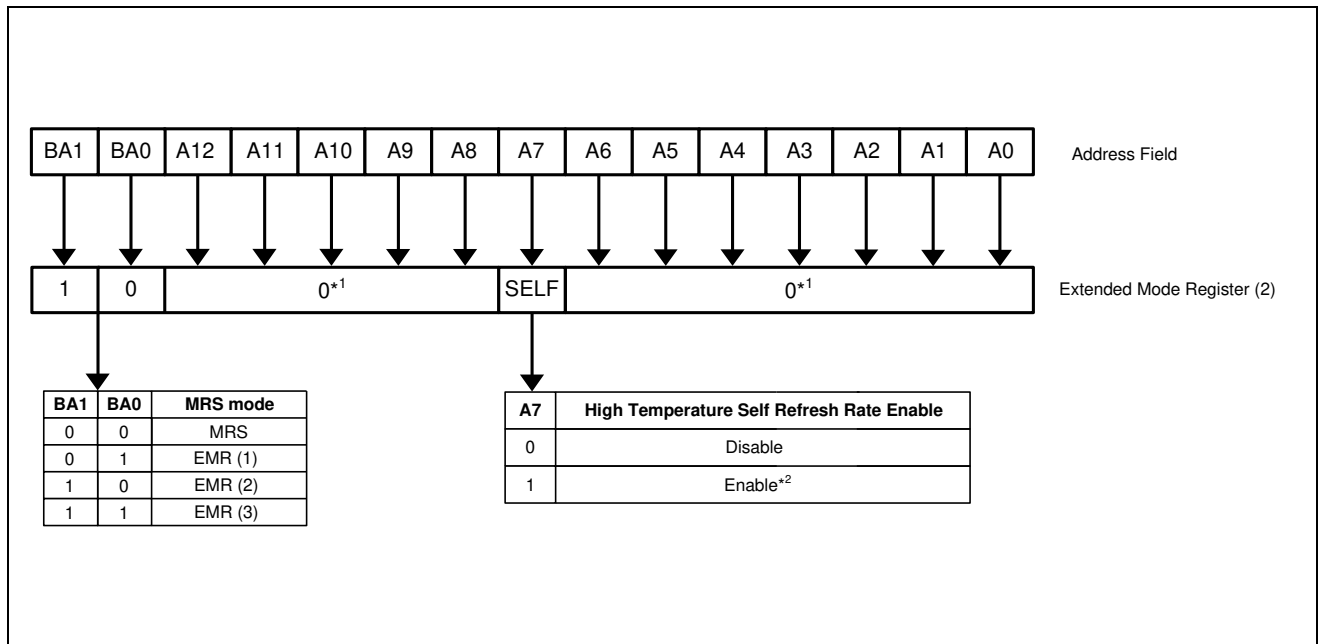 BA1 BA0 A12 A11 A10 A9 A8 A7 A6 A5 A4 A3 A2 A1 A0 Address Field
1 0 0*1 SELF 0*1 Extended Mode Register (2)
BA1 BA0 MRS mode
0 0 MRS
0 1 EMR (1)
1 0 EMR (2)
1 1 EMR (3)
A7 High Temperature Self Refresh Rate Enable
0 Disable
1 Enable*2